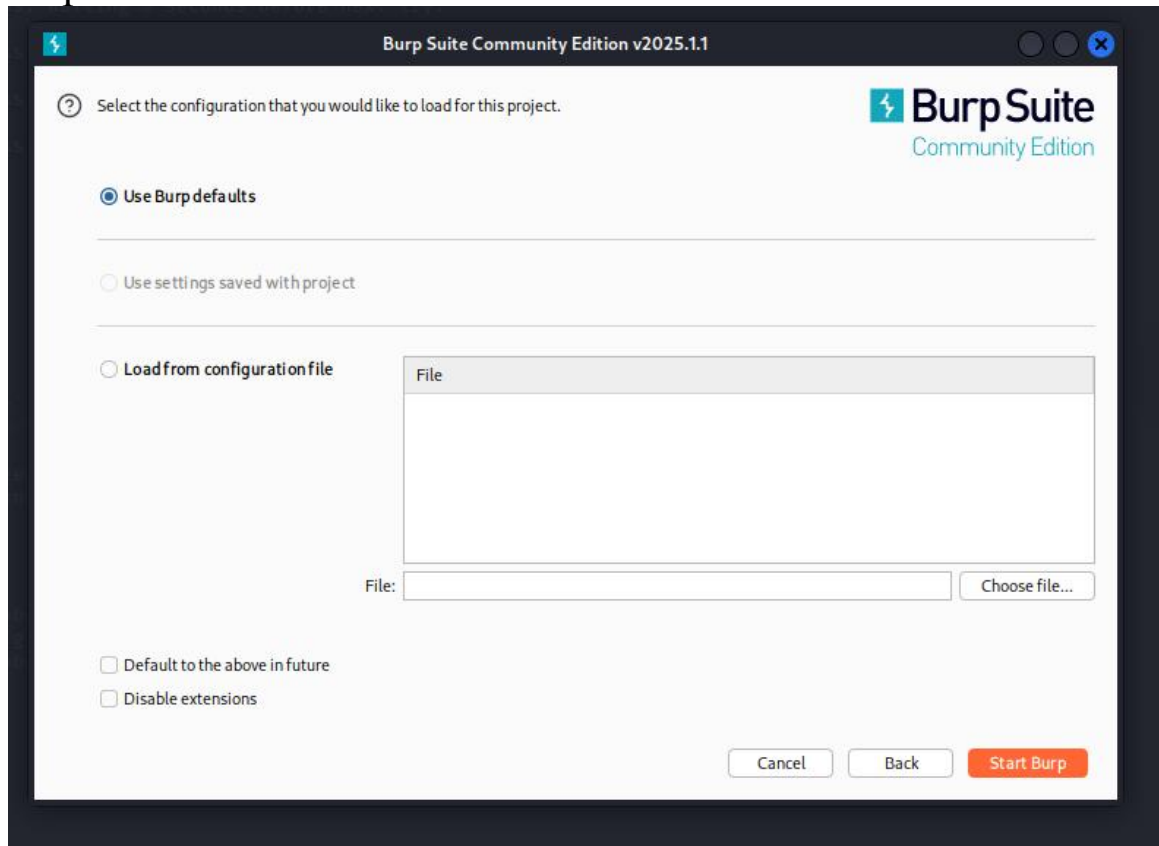 Burp Suite Community Edition v2025.1.1
Select the configuration that you would like to load for this project.
Burp Suite
Community Edition
Use Burp defaults
Use settings saved with project
Load from configuration file
File
File:
Choose file...
Default to the above in future
Disable extensions
Cancel
Back
Start Burp